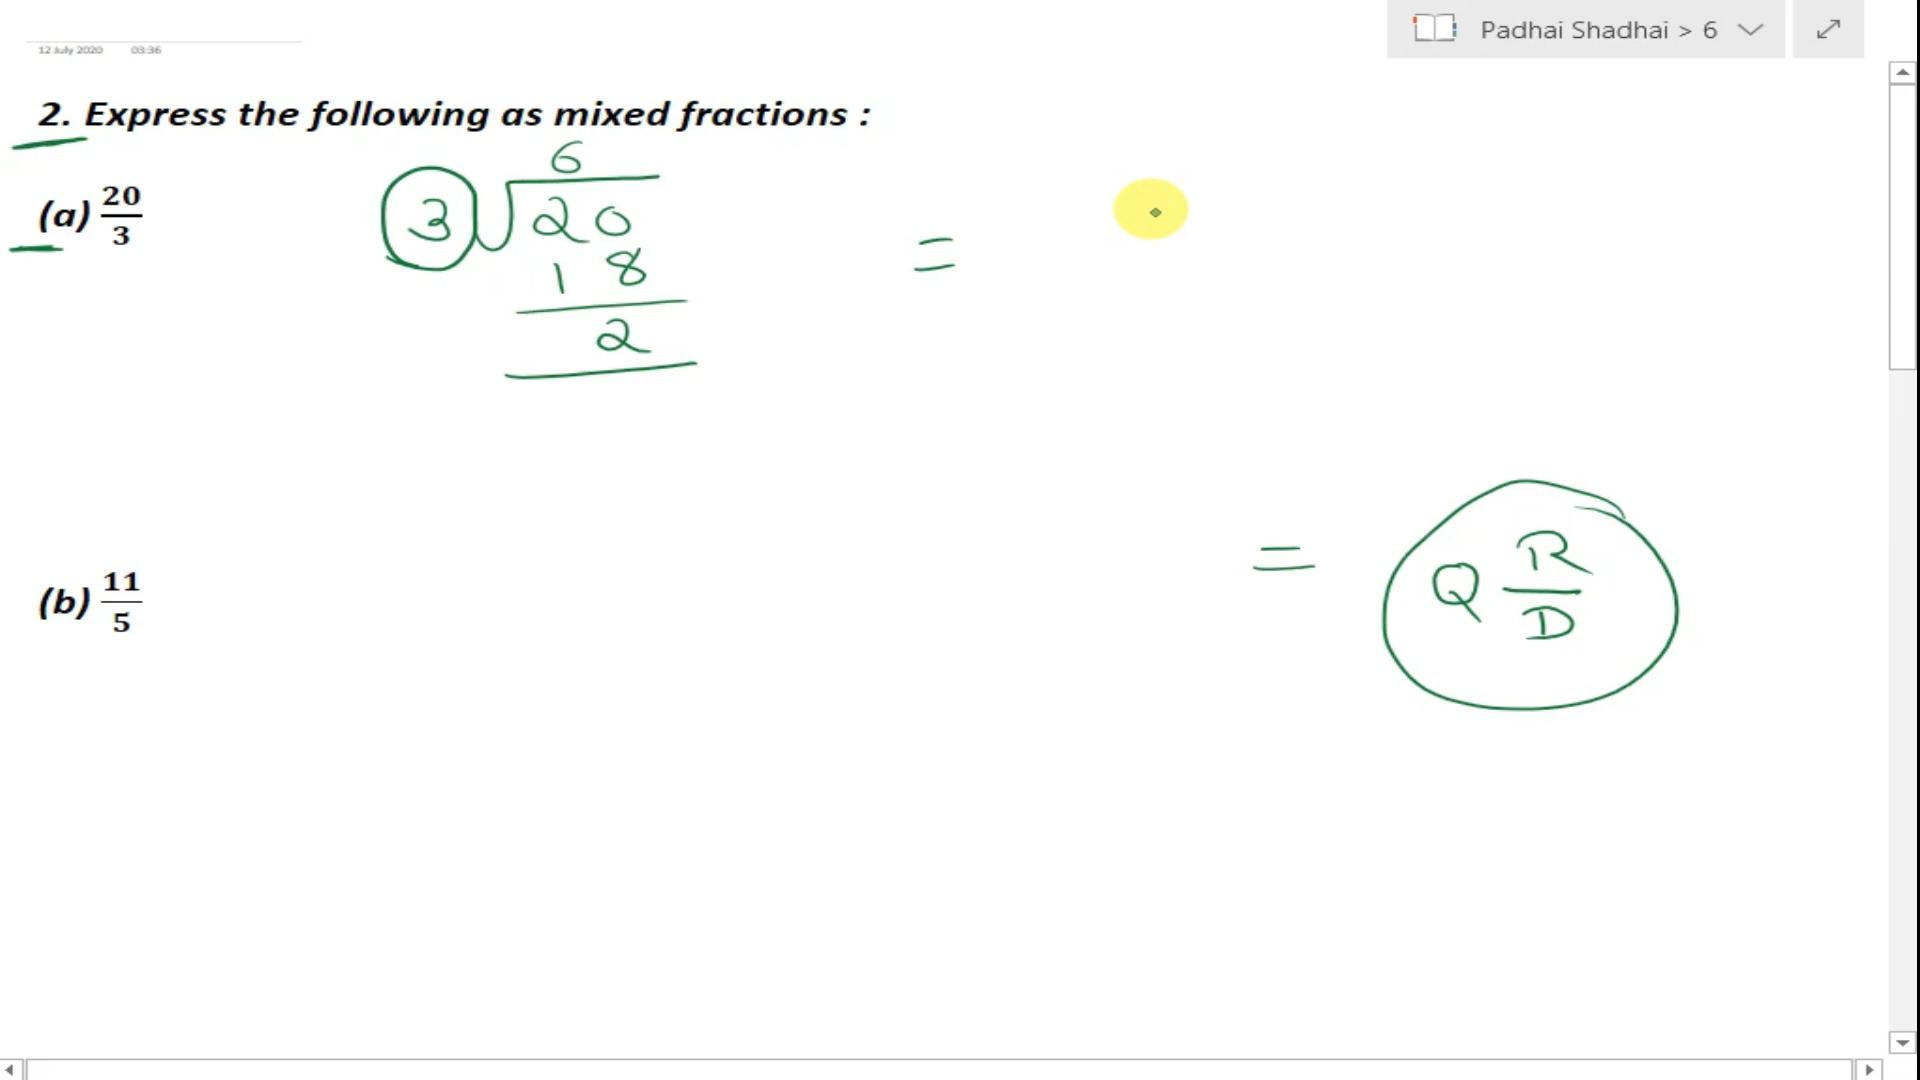 Padhai Shadhai > 6
12 July 2020 03:36
2. Express the following as mixed fractions :
(a) 20/3
6
3 20
18
2
=
(b) 11/5
= Q R/D